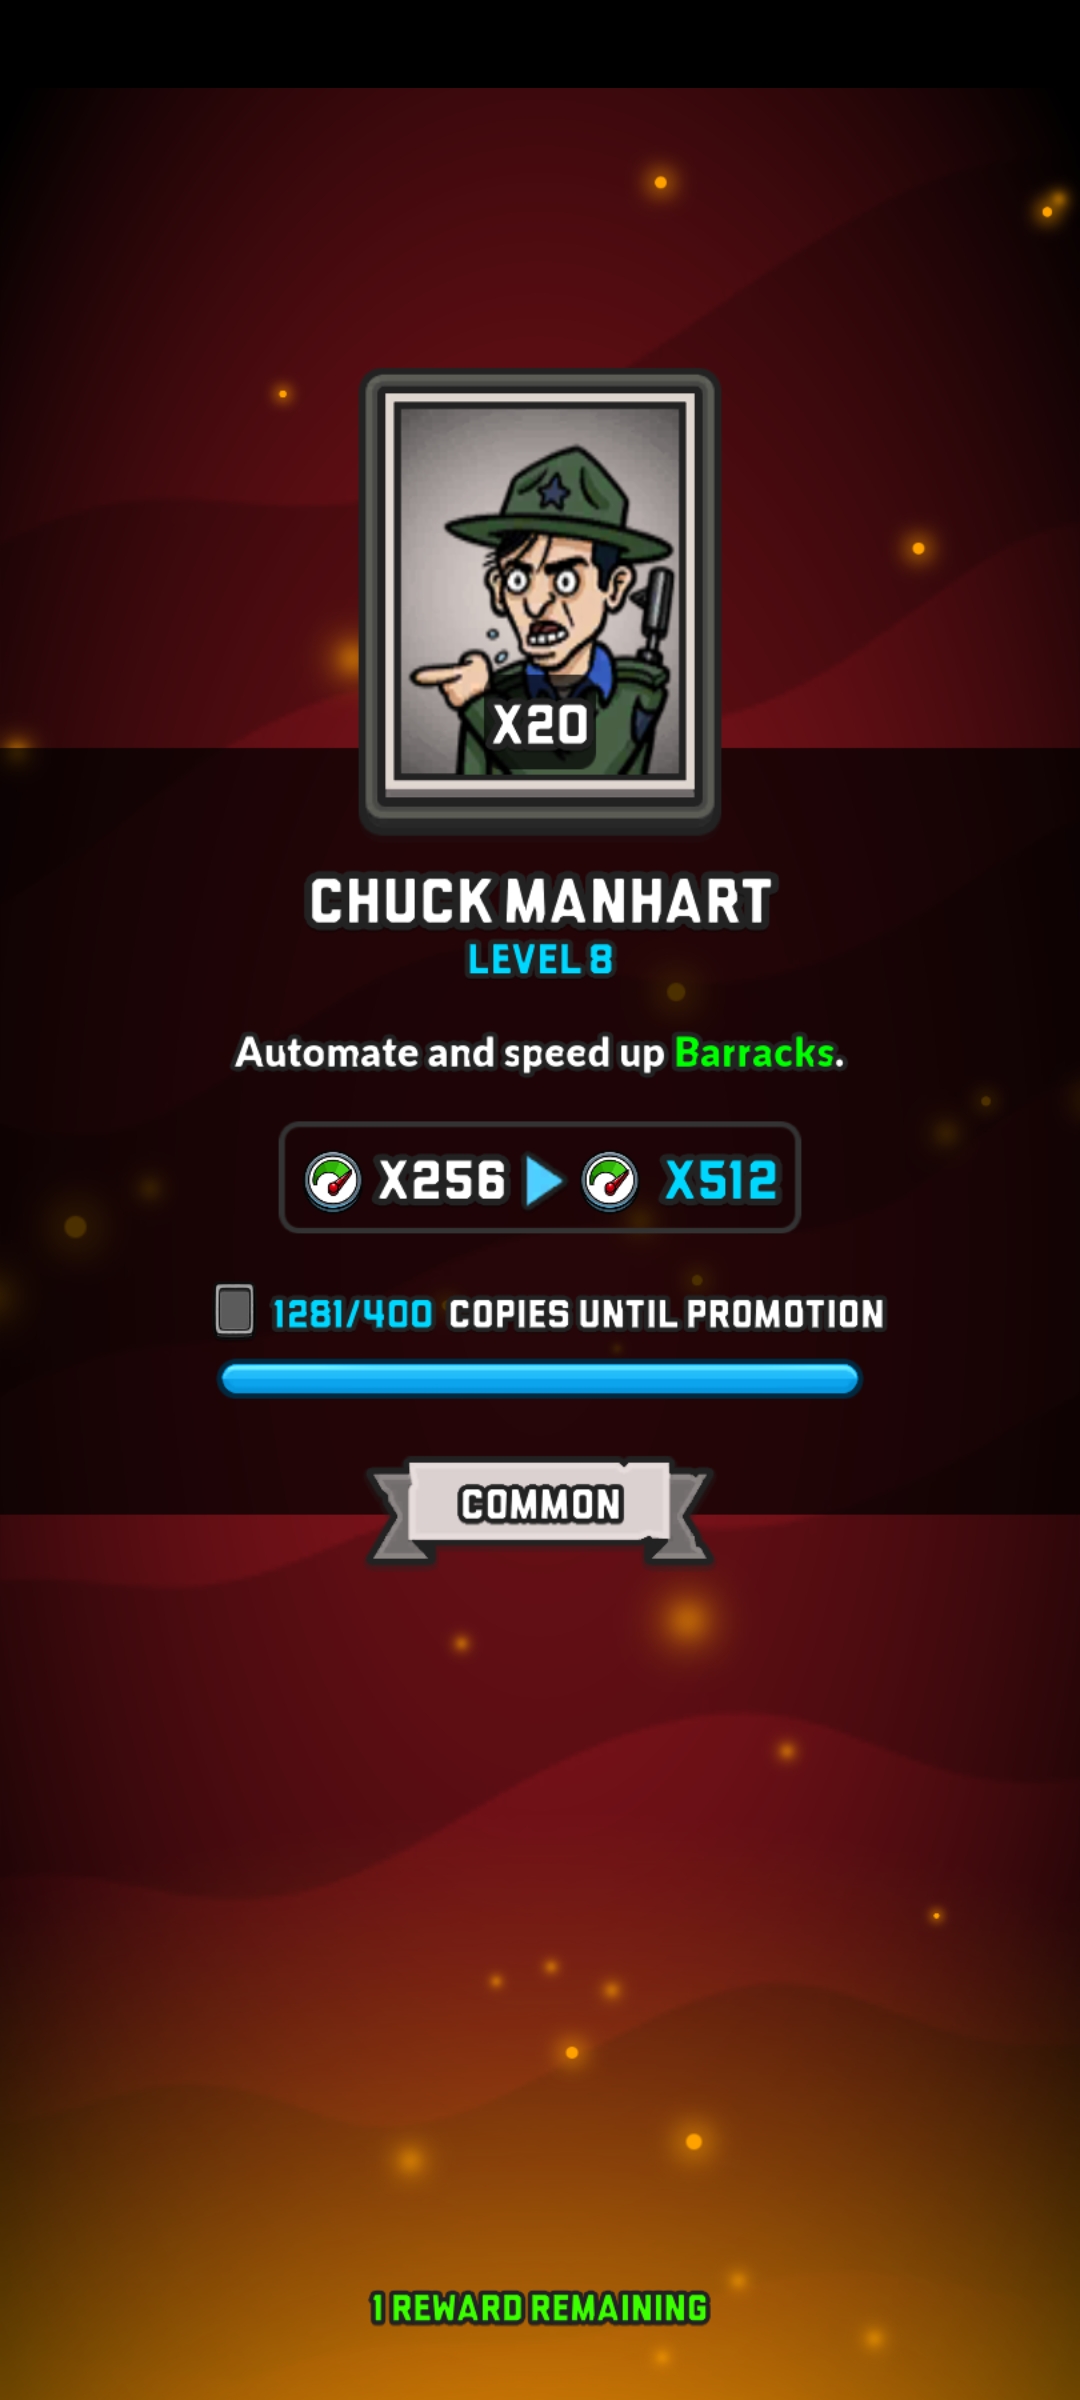 X20
CHUCK MANHART
LEVEL 8
Automate and speed up Barracks.
X256 X512
1281/400 COPIES UNTIL PROMOTION
COMMON
1 REWARD REMAINING